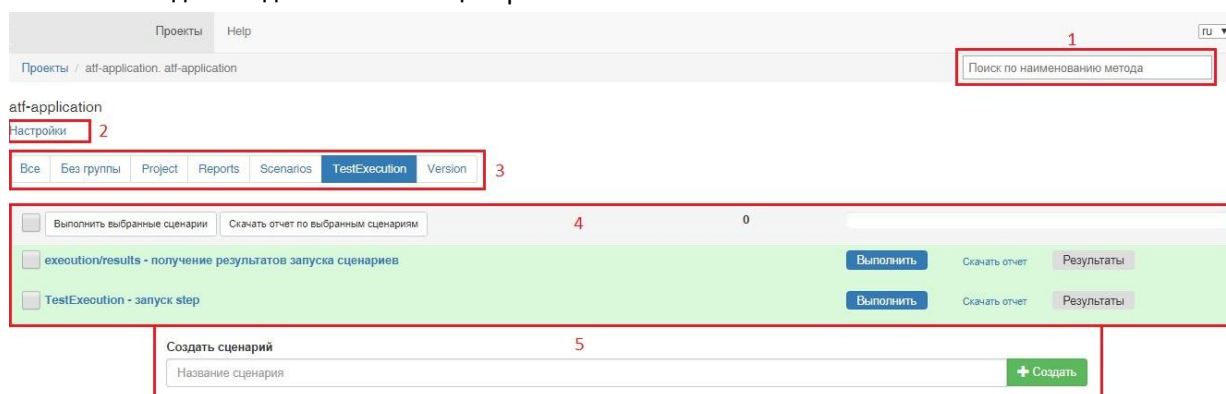 Проекты Help ru
1
Проекты / atf-application. atf-application Поиск по наименованию метода
atf-application
Настройки 2
Все Без группы Project Reports Scenarios TestExecution Version 3
Выполнить выбранные сценарии Скачать отчет по выбранным сценариям 4 0
execution/results - получение результатов запуска сценариев Выполнить Скачать отчет Результаты
TestExecution - запуск step Выполнить Скачать отчет Результаты
Создать сценарий 5
Название сценария + Создать